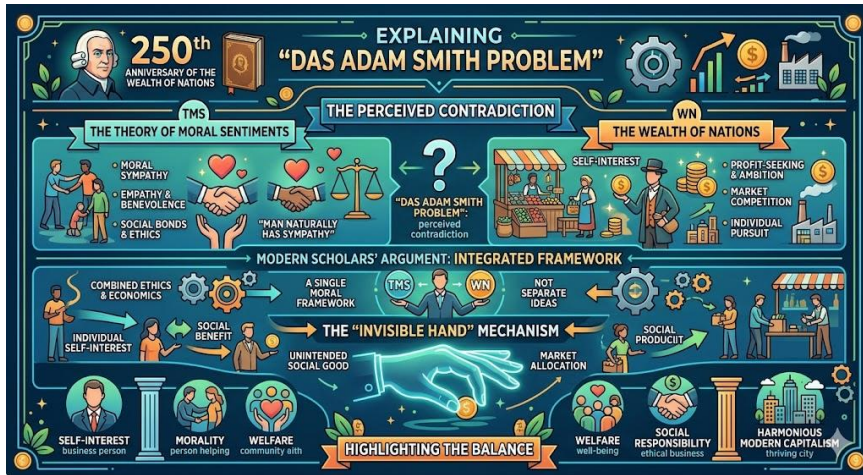 250th
ANNIVERSARY OF THE
WEALTH OF NATIONS
EXPLAINING
"DAS ADAM SMITH PROBLEM"
THE PERCEIVED CONTRADICTION
TMS
THE THEORY OF MORAL SENTIMENTS
• MORAL
SYMPATHY
• EMPATHY &
BENEVOLENCE
• SOCIAL BONDS
& ETHICS
"MAN NATURALLY
HAS SYMPATHY"
?
"DAS ADAM SMITH
PROBLEM":
perceived
contradiction
WN
THE WEALTH OF NATIONS
SELF-INTEREST
• PROFIT-SEEKING
& AMBITION
• MARKET
COMPETITION
• INDIVIDUAL
PURSUIT
MODERN SCHOLARS' ARGUMENT: INTEGRATED FRAMEWORK
COMBINED ETHICS
& ECONOMICS
A SINGLE
MORAL
FRAMEWORK
TMS
WN
NOT
SEPARATE
IDEAS
INDIVIDUAL
SELF-INTEREST
SOCIAL
BENEFIT
THE "INVISIBLE HAND" MECHANISM
UNINTENDED
SOCIAL GOOD
MARKET
ALLOCATION
SOCIAL
PRODUCIIT
SELF-INTEREST
business person
MORALITY
person helping
WELFARE
community aith
HIGHLIGHTING THE BALANCE
WELFARE
well-being
SOCIAL
RESPONSIBILITY
ethical business
HARMONIOUS
MODERN CAPITALISM
thriving city